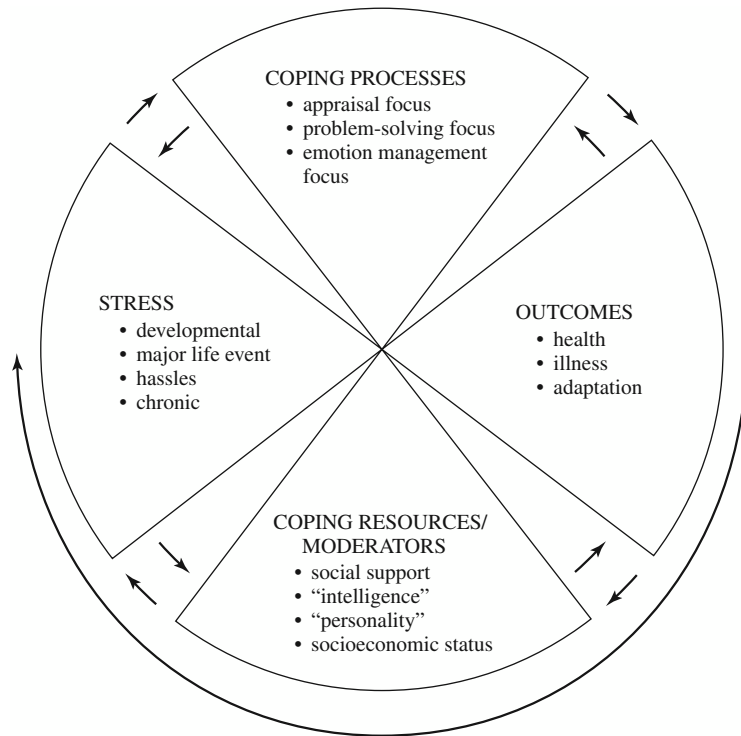 COPING PROCESSES
• appraisal focus
• problem-solving focus
• emotion management
focus
STRESS
• developmental
• major life event
• hassles
• chronic
OUTCOMES
• health
• illness
• adaptation
COPING RESOURCES/
MODERATORS
• social support
• “intelligence”
• “personality”
• socioeconomic status